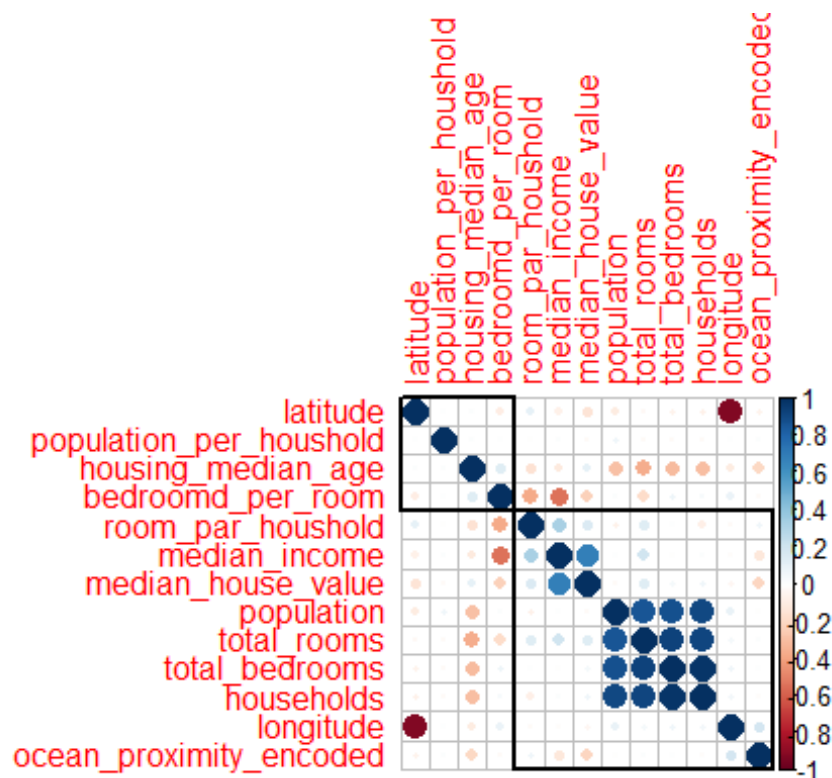 latitude
population_per_houshold
housing_median_age
bedroomd_per_room
room_par_houshold
median_income
median_house_value
population
total_rooms
total_bedrooms
households
longitude
ocean_proximity_encoded
latitude
population_per_houshold
housing_median_age
bedroomd_per_room
room_par_houshold
median_income
median_house_value
population
total_rooms
total_bedrooms
households
longitude
ocean_proximity_encoded
1
0.8
0.6
0.4
0.2
0
-0.2
-0.4
-0.6
-0.8
-1